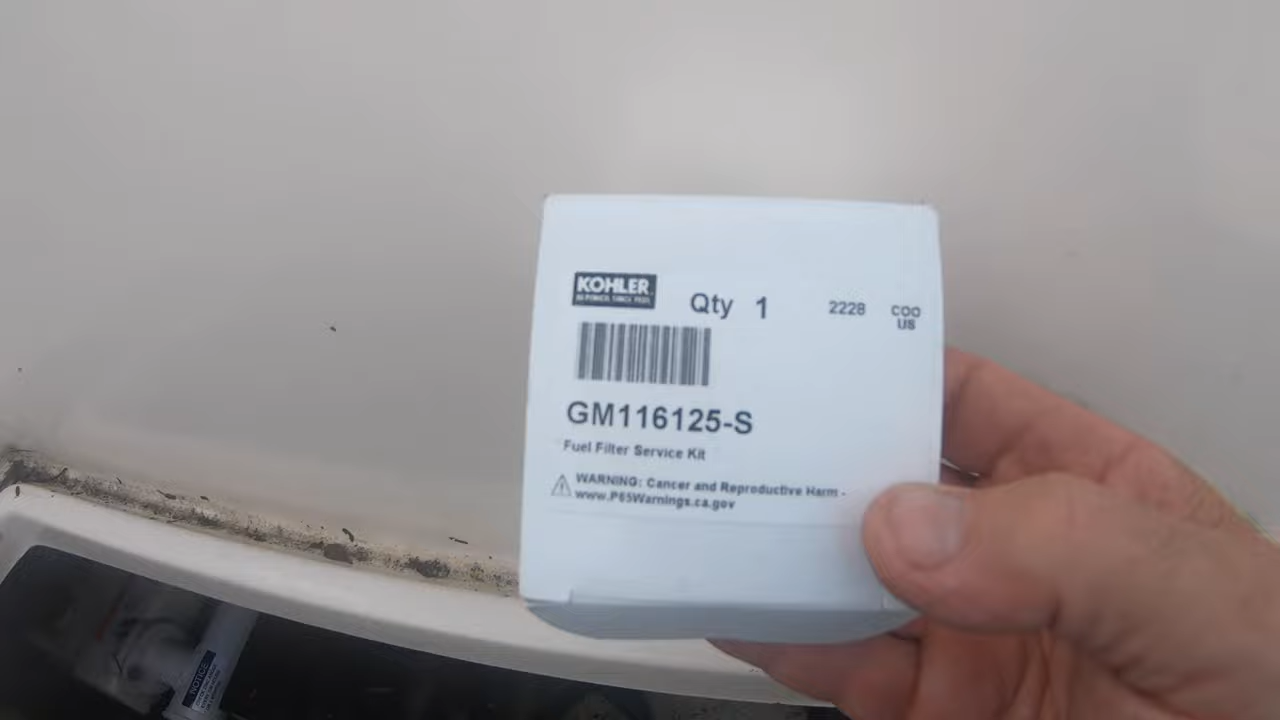 KOHLER
Qty 1
2228
COO
US
GM116125-S
Fuel Filter Service Kit
WARNING: Cancer and Reproductive Harm -
www.P65Warnings.ca.gov
NOTICE